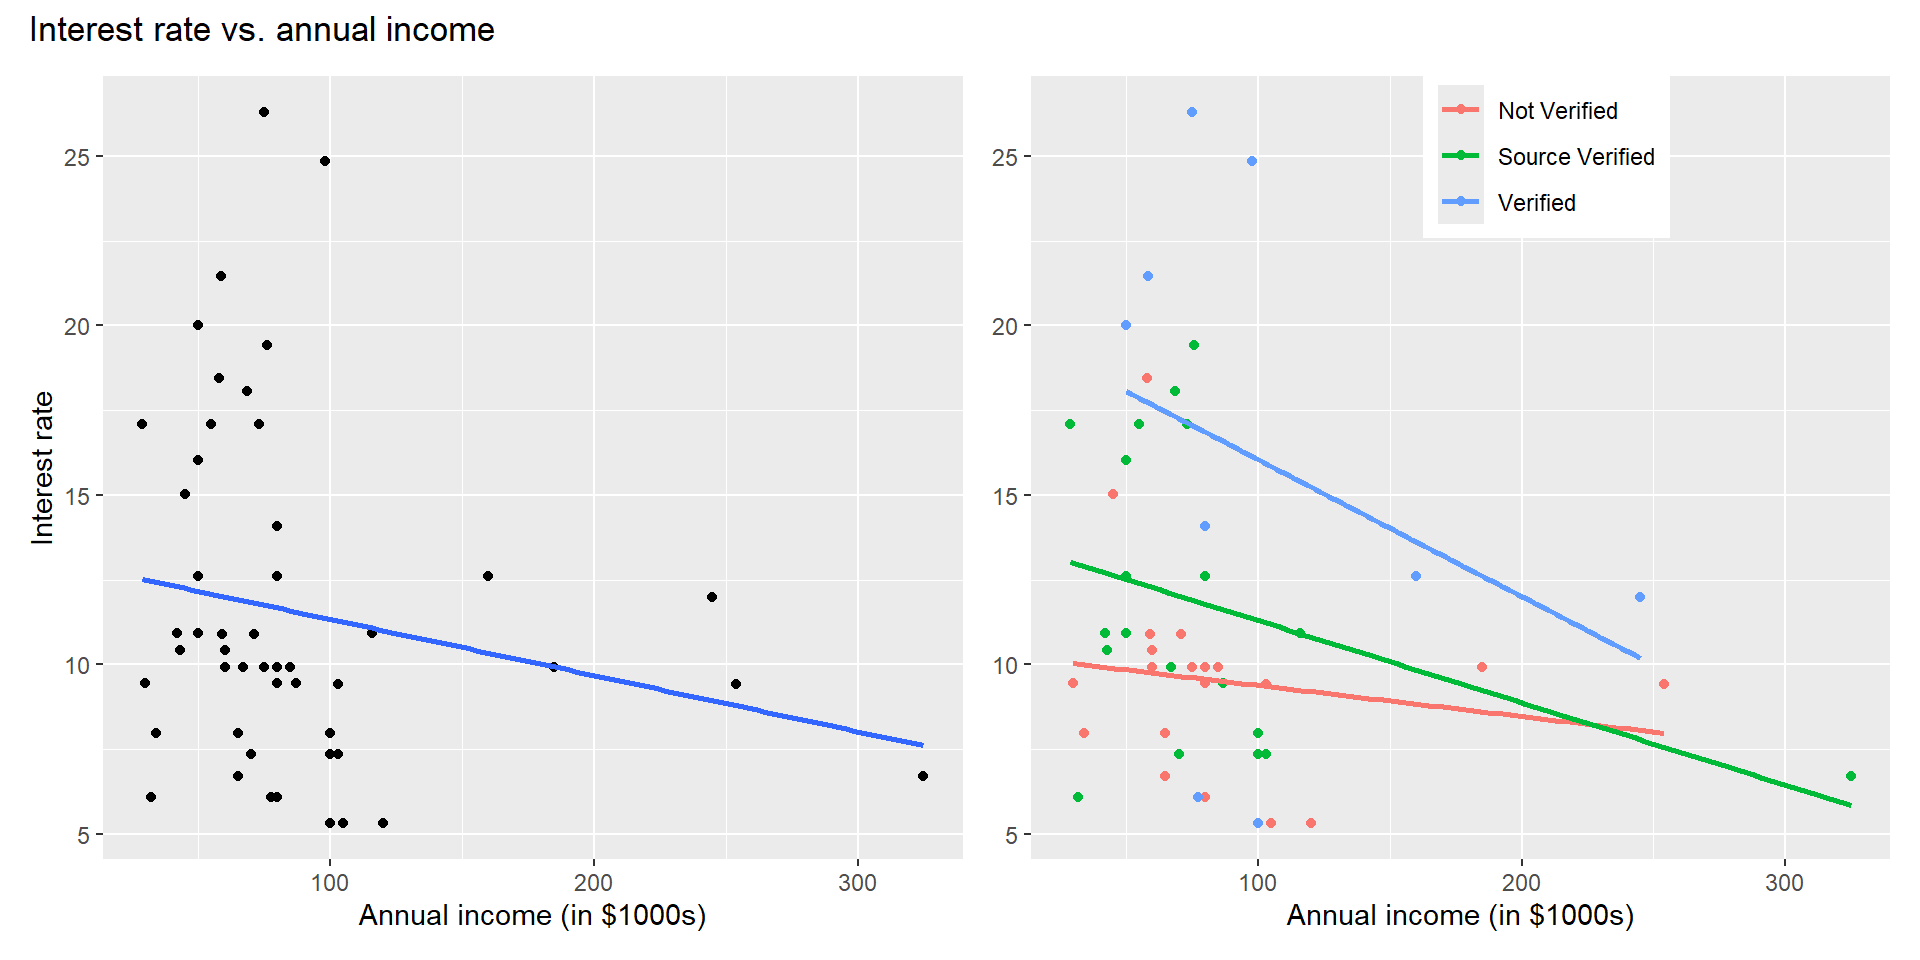 Interest rate vs. annual income
Interest rate
25
20
15
10
5
100 200 300
Annual income (in $1000s)
25
20
15
10
5
100 200 300
Annual income (in $1000s)
Not Verified
Source Verified
Verified